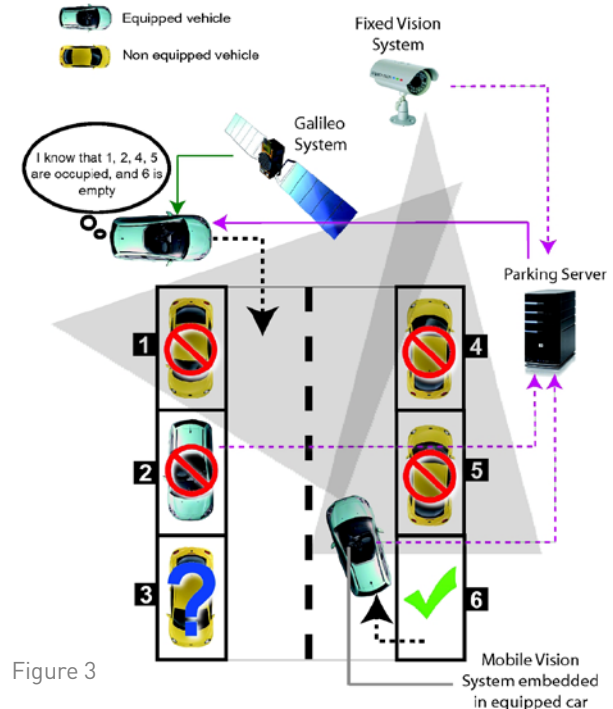 Equipped vehicle
Non equipped vehicle
Fixed Vision
System
Galileo
System
I know that 1, 2, 4, 5
are occupied, and 6 is
empty
Parking Server
1
4
2
5
3
6
Figure 3
Mobile Vision
System embedded
in equipped car